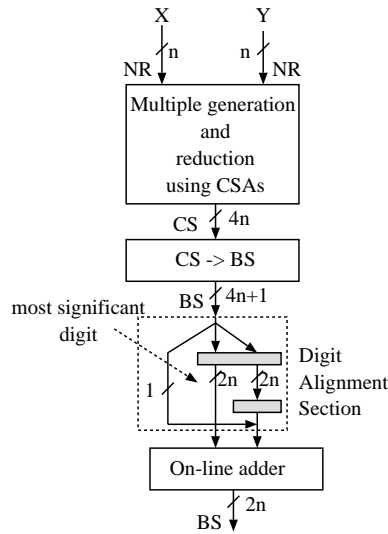 X Y
n n
NR NR
Multiple generation
and
reduction
using CSAs
CS 4n
CS -> BS
BS 4n+1
most significant
digit
Digit
Alignment
Section
1 2n 2n
On-line adder
2n
BS